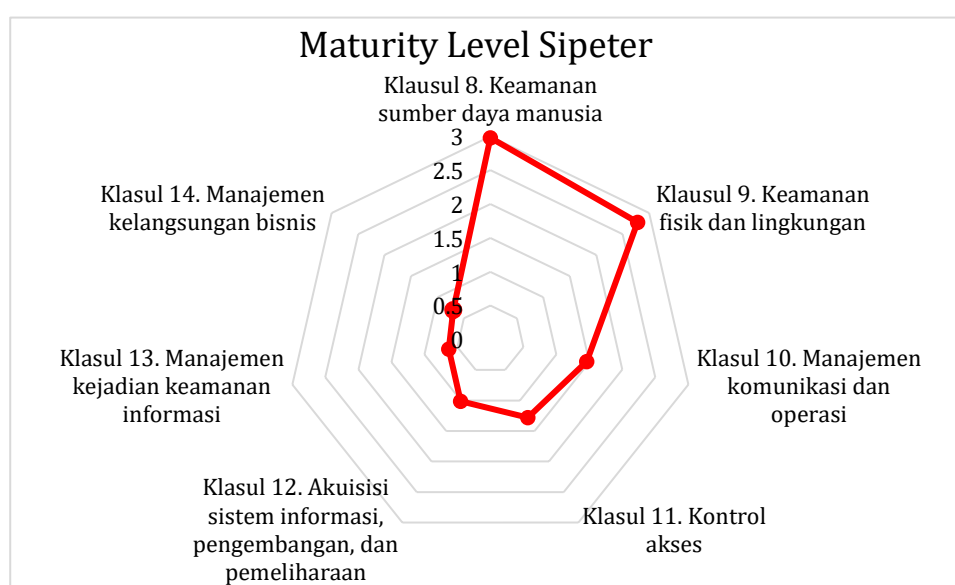 Maturity Level Sipeter
Klausul 8. Keamanan
sumber daya manusia
3
2.5
2
1.5
1
0.5
0
Klausul 9. Keamanan
fisik dan lingkungan
Klasul 10. Manajemen
komunikasi dan
operasi
Klasul 11. Kontrol
akses
Klasul 12. Akuisisi
sistem informasi,
pengembangan, dan
pemeliharaan
Klasul 13. Manajemen
kejadian keamanan
informasi
Klasul 14. Manajemen
kelangsungan bisnis